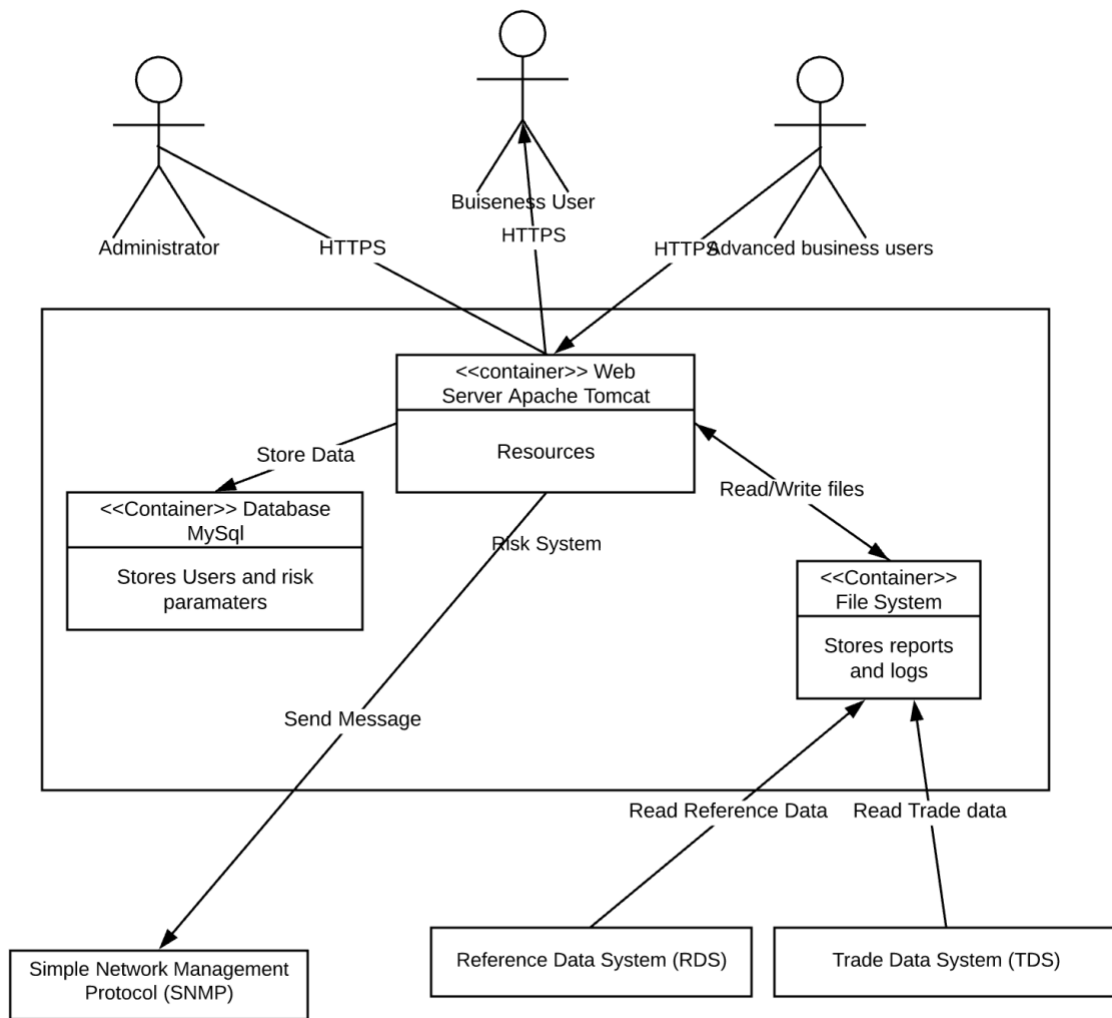 Administrator
Buiseness User
Advanced business users
HTTPS
HTTPS
HTTPS
<<container>> Web
Server Apache Tomcat
Resources
Store Data
<<Container>> Database
MySql
Stores Users and risk
paramaters
Risk System
Read/Write files
<<Container>>
File System
Stores reports
and logs
Send Message
Read Reference Data
Read Trade data
Simple Network Management
Protocol (SNMP)
Reference Data System (RDS)
Trade Data System (TDS)